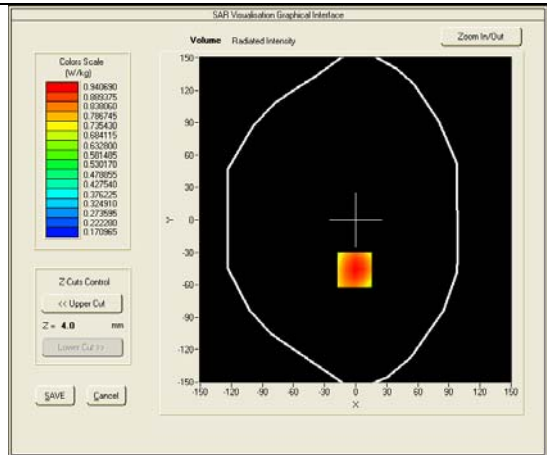 SAR Visualisation Graphical Interface
Volume Radiated Intensity
Zoom In/Out
Colors Scale
(W/kg)
0.940690
0.889375
0.838060
0.786745
0.735430
0.684115
0.632800
0.581485
0.530170
0.478855
0.427540
0.376225
0.324910
0.273595
0.222280
0.170965
Z Cuts Control
<< Upper Cut
Z = 4.0 mm
Lower Cut >>
SAVE Cancel
150-
120-
90-
60-
30-
Y 0-
-30-
-60-
-90-
-120-
-150-
-150 -120 -90 -60 -30 0 30 60 90 120 150
X